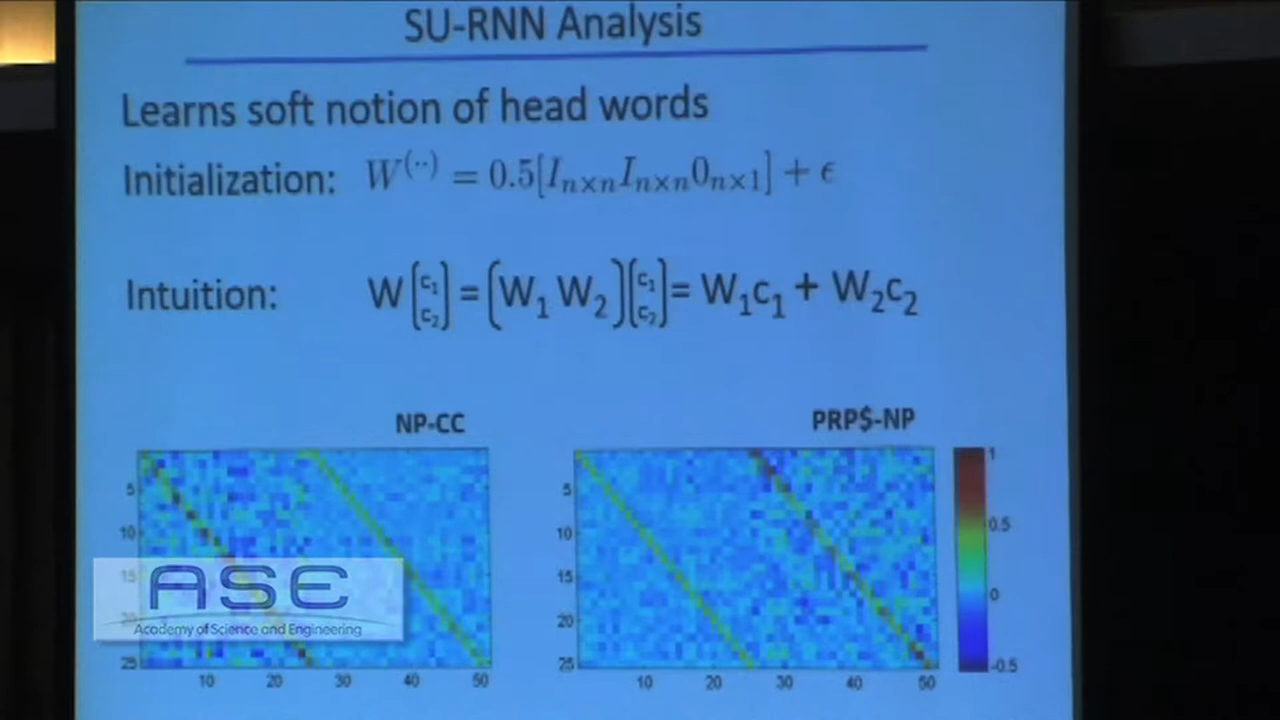 SU-RNN Analysis
Learns soft notion of head words
Initialization: W^{(··)} = 0.5[I_{n×n}I_{n×n}0_{n×1}] + ϵ
Intuition: W [c₁ c₂] = (W₁ W₂)[c₁ c₂] = W₁c₁ + W₂c₂
NP-CC
PRP$-NP
5
10
15
20
25
10 20 30 40 50
5
10
15
20
25
10 20 30 40 50
1
0.5
0
-0.5
ASE
Academy of Science and Engineering